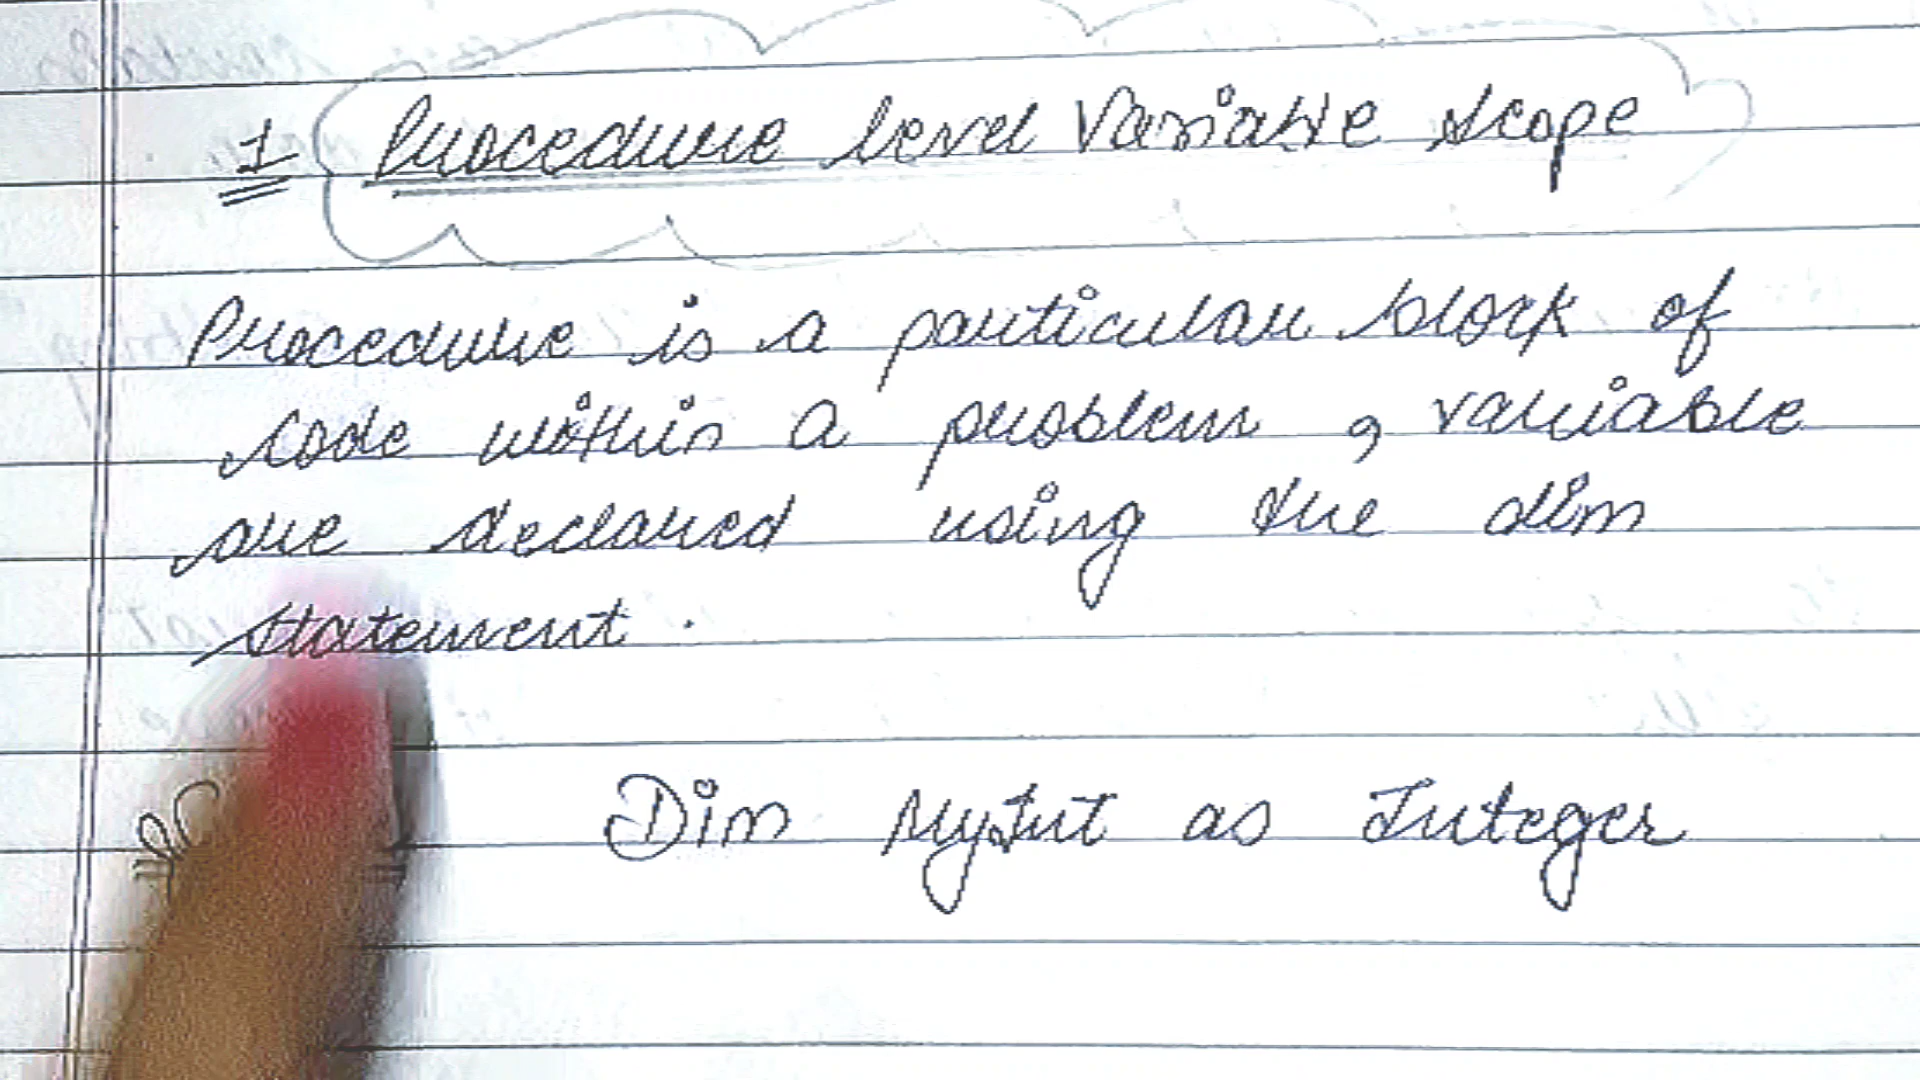 1 Procedure level Variable scope
Procedure is a particular block of
code within a problem, variable
are declared using the dim
statement.
Dim MyInt as Integer